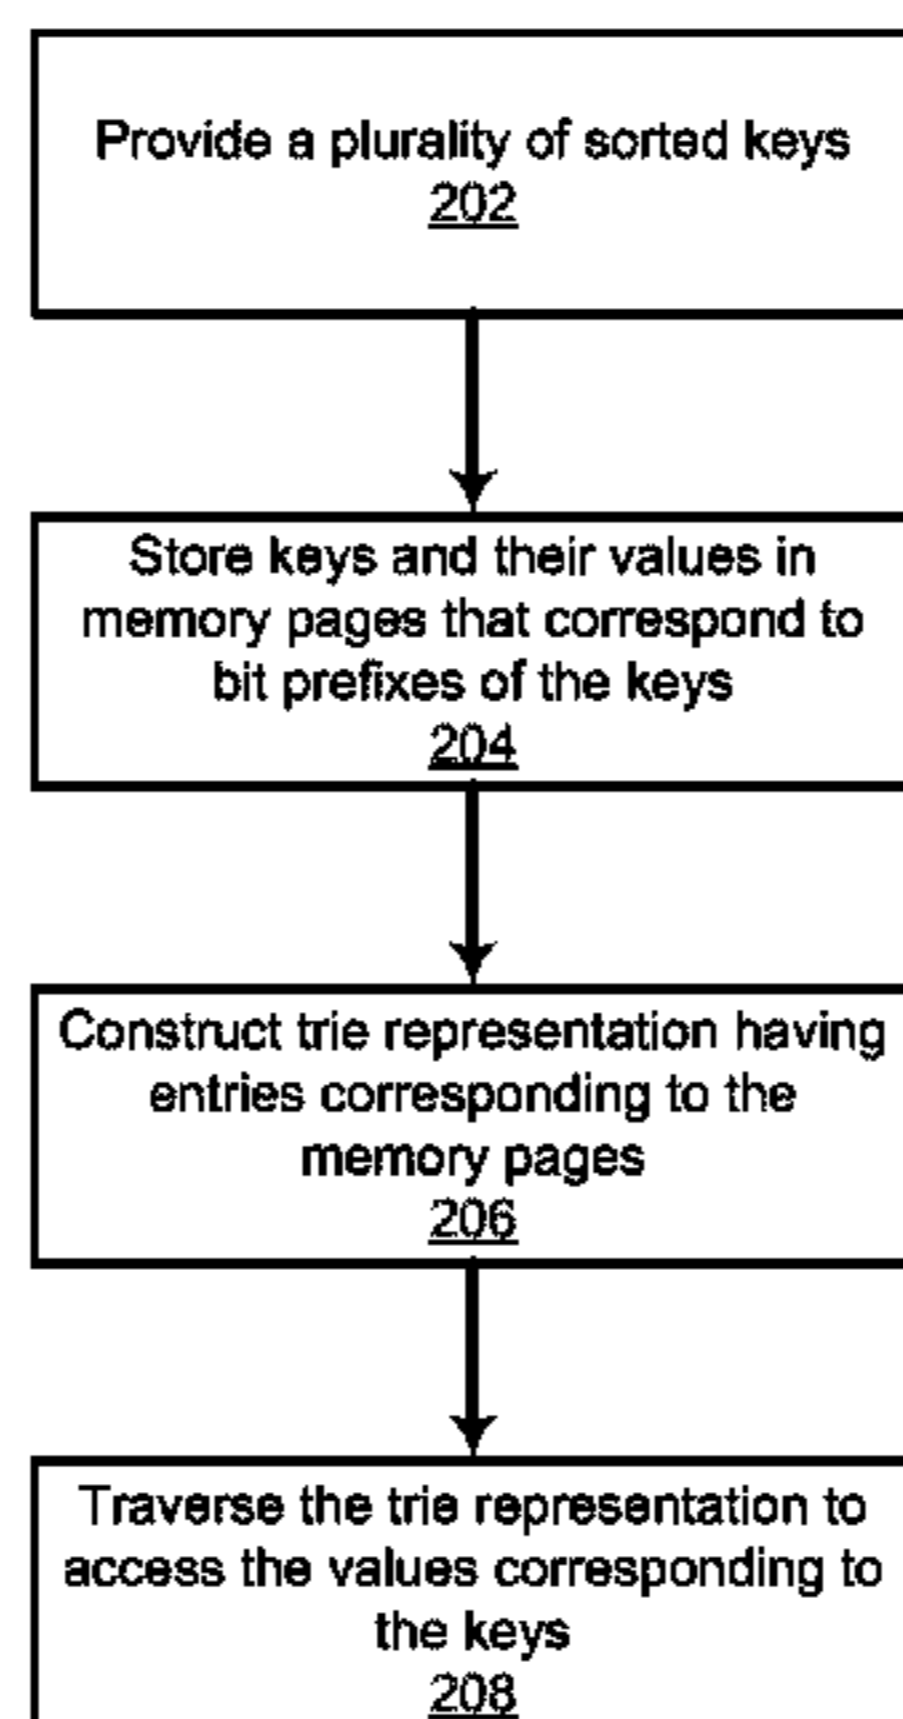 Provide a plurality of sorted keys
202
Store keys and their values in
memory pages that correspond to
bit prefixes of the keys
204
Construct trie representation having
entries corresponding to the
memory pages
206
Traverse the trie representation to
access the values corresponding to
the keys
208